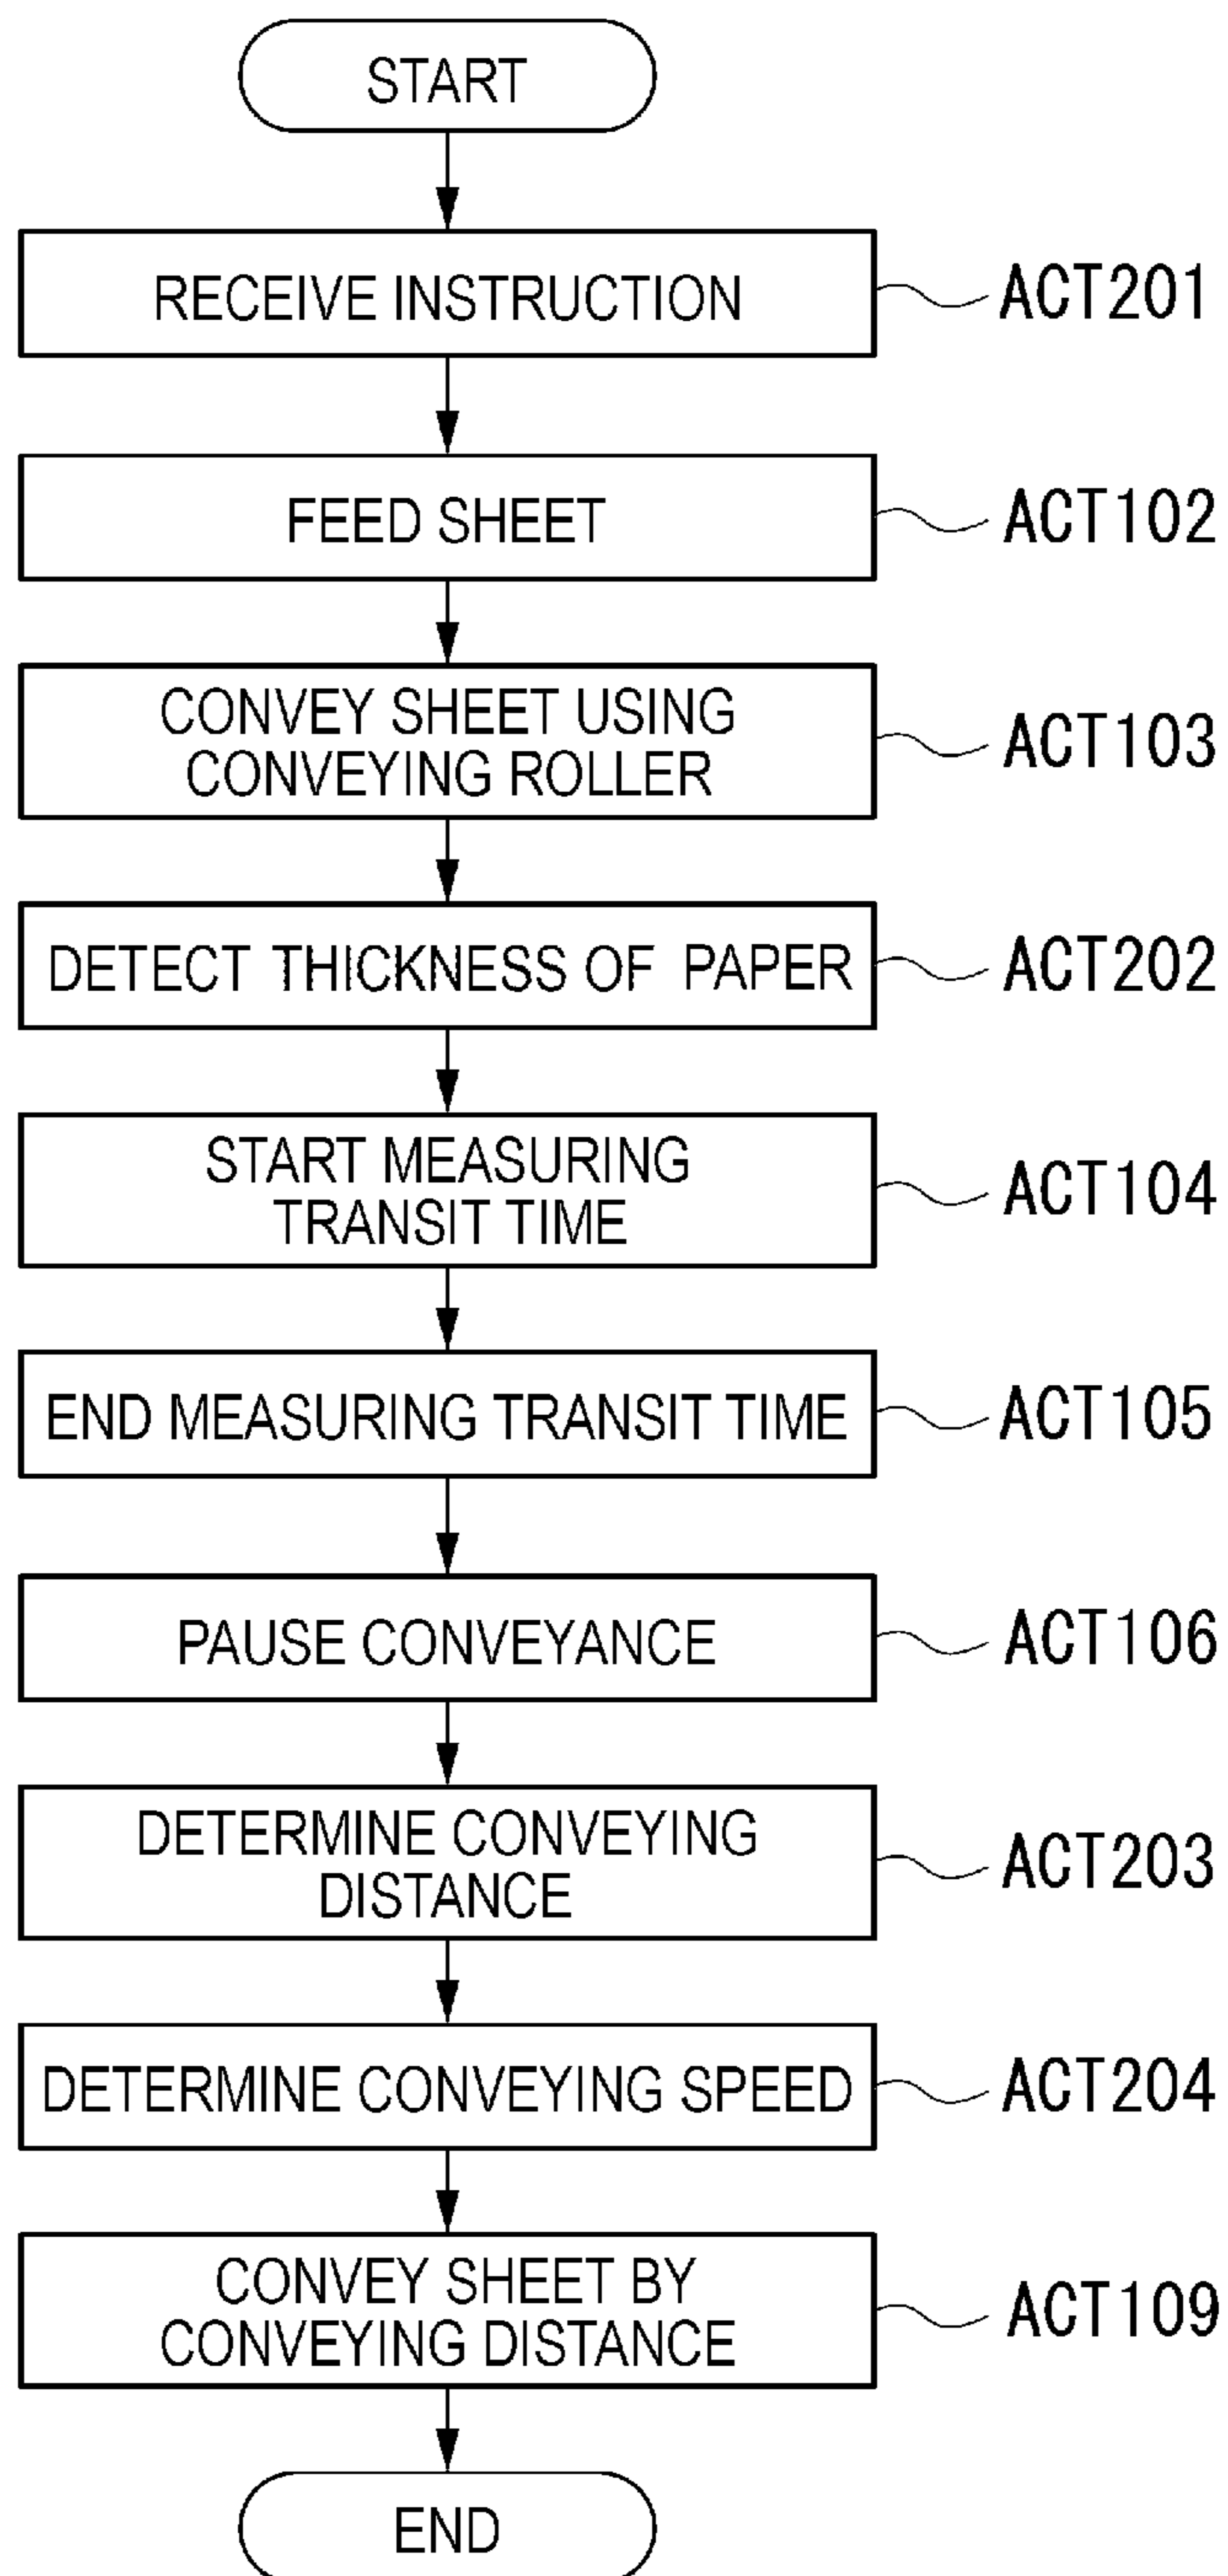 START
RECEIVE INSTRUCTION
ACT201
FEED SHEET
ACT102
CONVEY SHEET USING
CONVEYING ROLLER
ACT103
DETECT THICKNESS OF PAPER
ACT202
START MEASURING
TRANSIT TIME
ACT104
END MEASURING TRANSIT TIME
ACT105
PAUSE CONVEYANCE
ACT106
DETERMINE CONVEYING
DISTANCE
ACT203
DETERMINE CONVEYING SPEED
ACT204
CONVEY SHEET BY
CONVEYING DISTANCE
ACT109
END